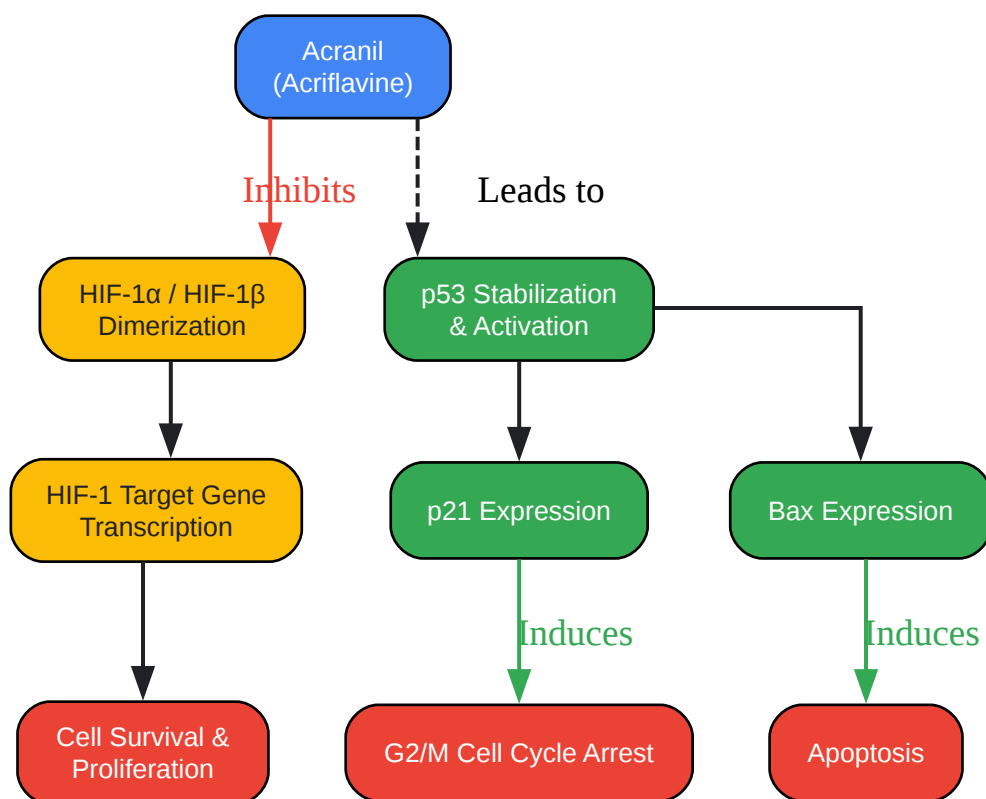 Acranil
(Acriflavine)
Inhibits
Leads to
HIF-1α / HIF-1β
Dimerization
p53 Stabilization
& Activation
HIF-1 Target Gene
Transcription
p21 Expression
Bax Expression
Induces
Induces
Cell Survival &
Proliferation
G2/M Cell Cycle Arrest
Apoptosis